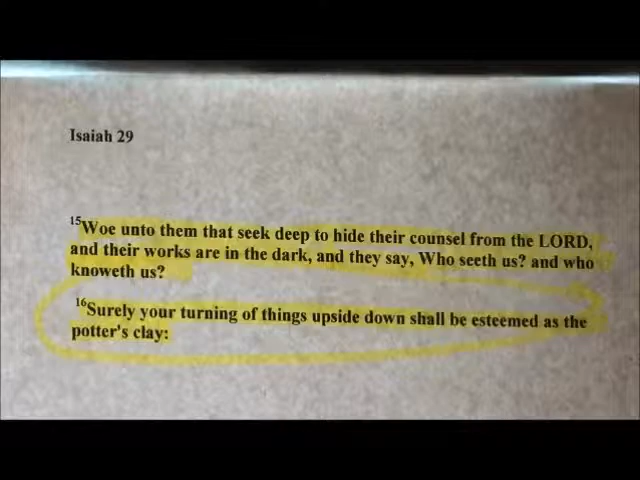 Isaiah 29
15Woe unto them that seek deep to hide their counsel from the LORD,
and their works are in the dark, and they say, Who seeth us? and who
knoweth us?
16Surely your turning of things upside down shall be esteemed as the
potter's clay: